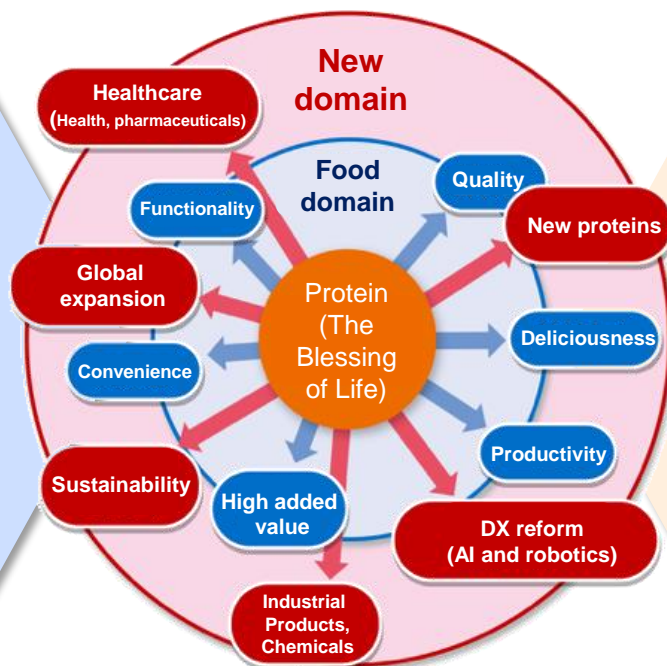 New
domain
Healthcare
(Health, pharmaceuticals)
Food
domain
Quality
Functionality
New proteins
Global
expansion
Protein
(The
Blessing
of Life)
Deliciousness
Convenience
Productivity
Sustainability
High added
value
DX reform
(AI and robotics)
Industrial
Products,
Chemicals